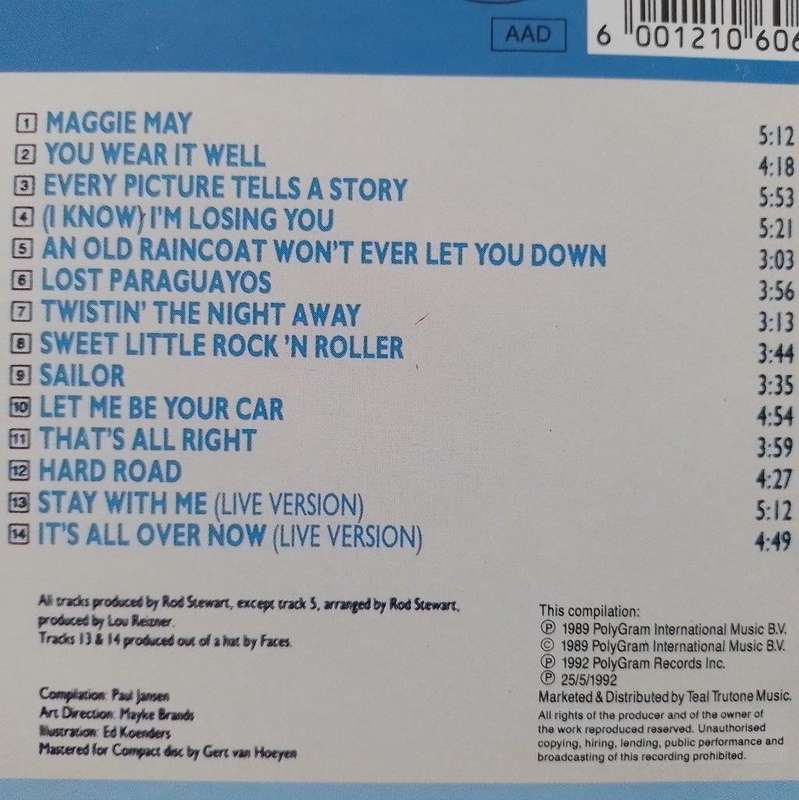 AAD
6 001210 606
1 MAGGIE MAY 5:12
2 YOU WEAR IT WELL 4:18
3 EVERY PICTURE TELLS A STORY 5:53
4 (I KNOW) I'M LOSING YOU 5:21
5 AN OLD RAINCOAT WON'T EVER LET YOU DOWN 3:03
6 LOST PARAGUAYOS 3:56
7 TWISTIN' THE NIGHT AWAY 3:13
8 SWEET LITTLE ROCK 'N ROLLER 3:44
9 SAILOR 3:35
10 LET ME BE YOUR CAR 4:54
11 THAT'S ALL RIGHT 3:59
12 HARD ROAD 4:27
13 STAY WITH ME (LIVE VERSION) 5:12
14 IT'S ALL OVER NOW (LIVE VERSION) 4:49
All tracks produced by Rod Stewart, except track 5, arranged by Rod Stewart,
produced by Lou Reizner.
Tracks 13 & 14 produced out of a hat by Faces.
Compilation: Paul Jansen
Art Direction: Mayke Brands
Illustration: Ed Koenders
Mastered for Compact disc by Gert van Hoeyen
This compilation:
℗ 1989 PolyGram International Music B.V.
© 1989 PolyGram International Music B.V.
℗ 1992 PolyGram Records Inc.
℗ 25/5/1992
Marketed & Distributed by Teal Trutone Music.
All rights of the producer and of the owner of
the work reproduced reserved. Unauthorised
copying, hiring, lending, public performance and
broadcasting of this recording prohibited.